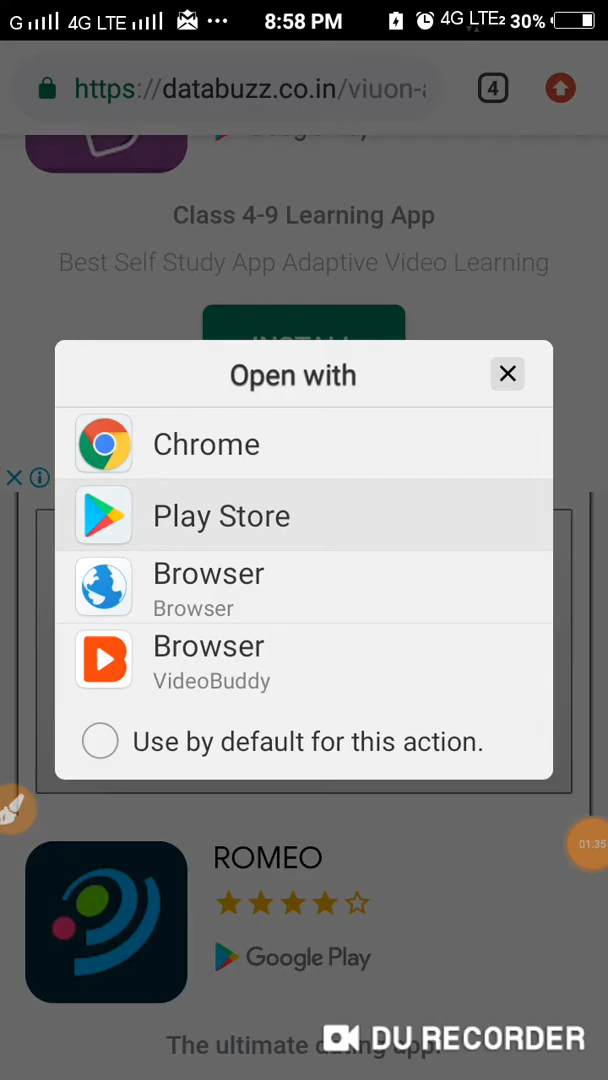 G 4G LTE ... 8:58 PM 4G LTE2 30%
https://databuzz.co.in/viuon-a
4
Class 4-9 Learning App
Best Self Study App Adaptive Video Learning
Open with
Chrome
Play Store
Browser
Browser
Browser
VideoBuddy
Use by default for this action.
01:35
ROMEO
Google Play
The ultimate dating app.
DU RECORDER